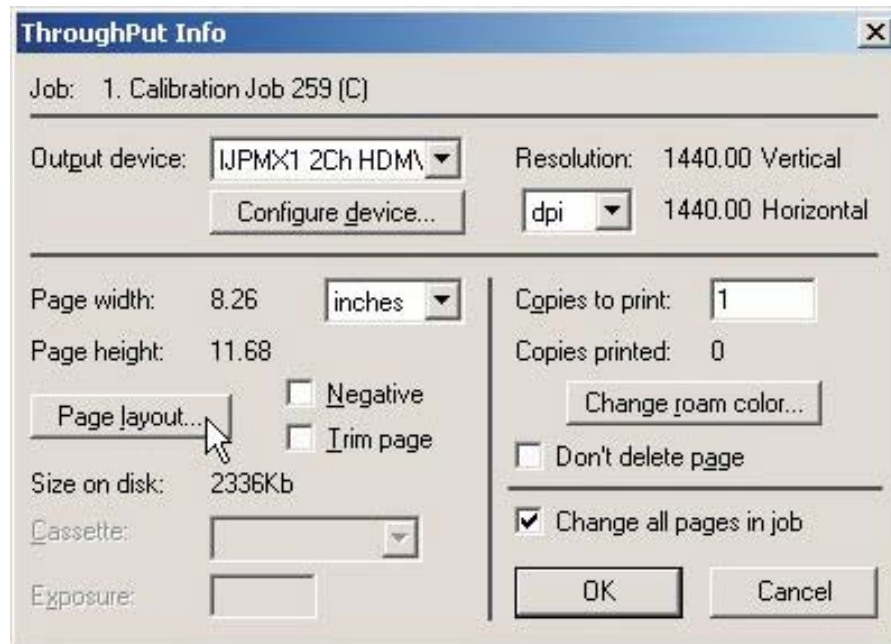 ThroughPut Info
Job: 1. Calibration Job 259 (C)
Output device: IJPMX1 2Ch HDM\
Configure device...
Resolution: 1440.00 Vertical
dpi 1440.00 Horizontal
Page width: 8.26 inches
Page height: 11.68
Page layout...
Negative
Trim page
Size on disk: 2336Kb
Cassette:
Exposure:
Copies to print: 1
Copies printed: 0
Change roam color...
Don't delete page
Change all pages in job
OK Cancel